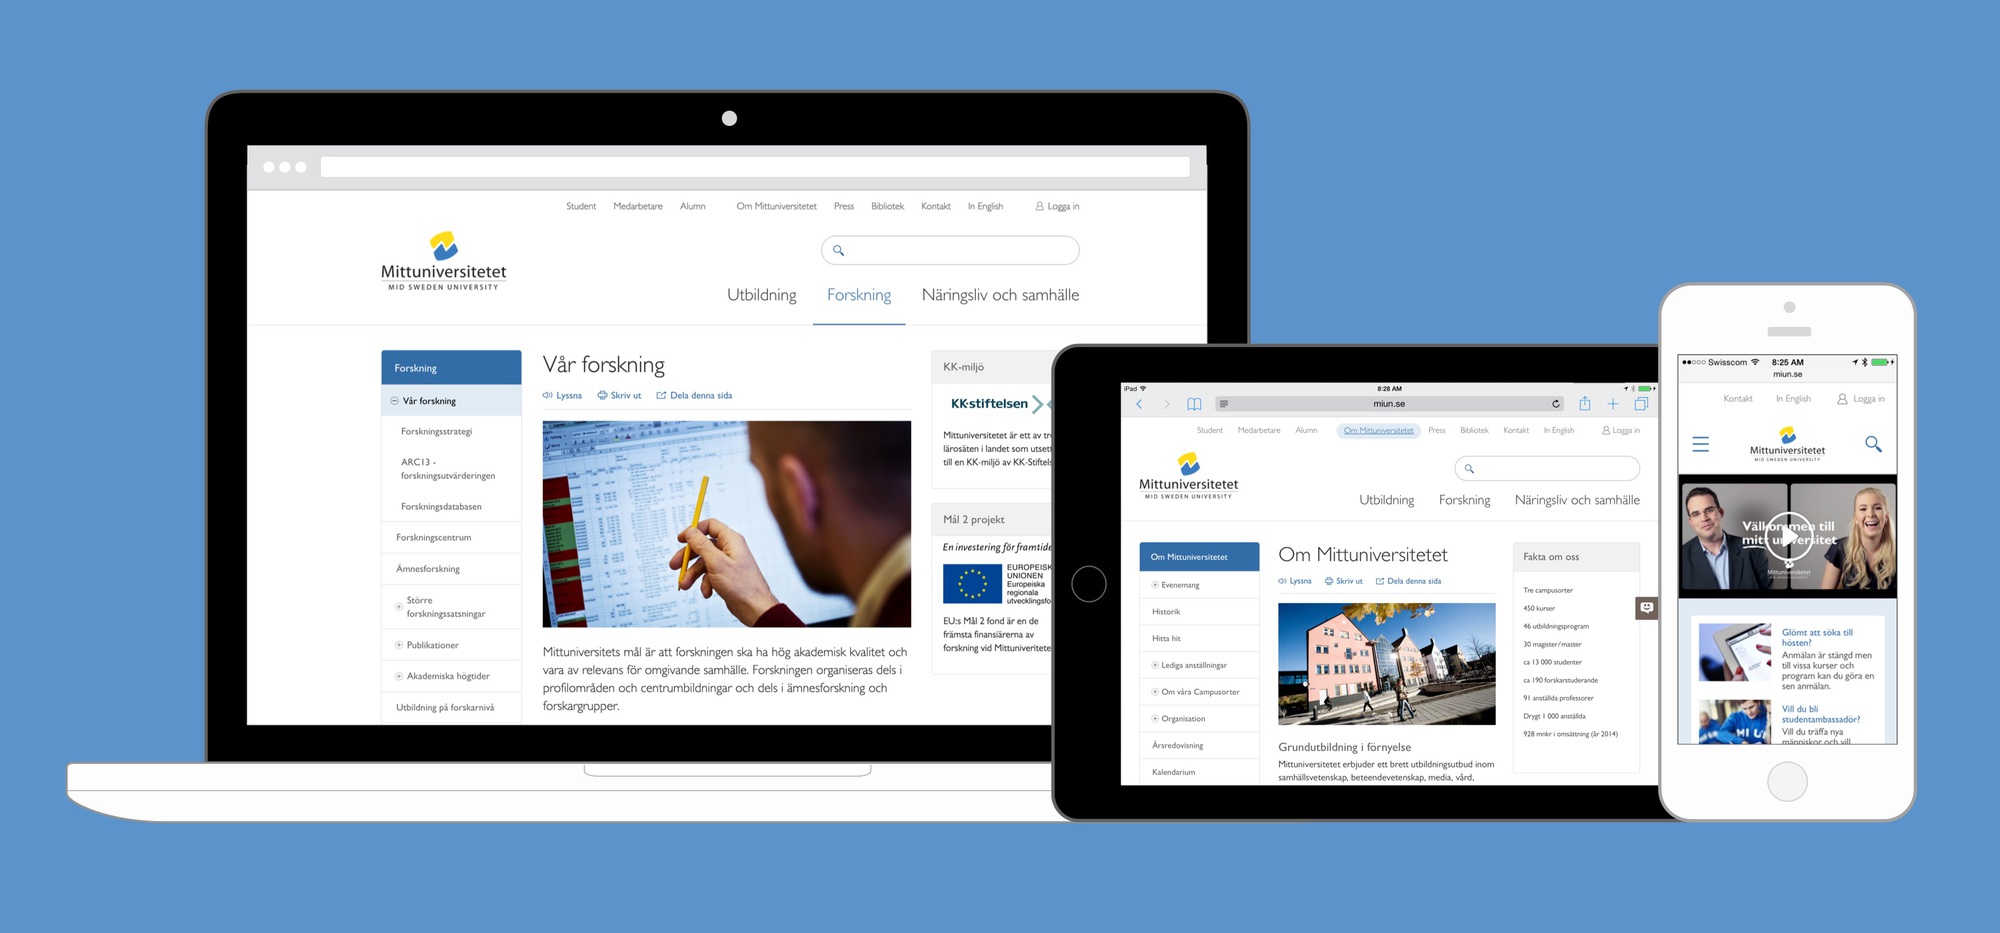 Student Medarbetare Alumn Om Mittuniversitetet Press Bibliotek Kontakt In English Logga in
Mittuniversitetet
MID SWEDEN UNIVERSITY
Utbildning Forskning Näringsliv och samhälle
Forskning
Vår forskning
Forskningsstrategi
ARC13 -
forskningsutvärderingen
Forskningsdatabasen
Forskningscentrum
Ämnesforskning
Större
forskningssatsningar
Publikationer
Akademiska högtider
Utbildning på forskarnivå
Vår forskning
Lyssna Skriv ut Dela denna sida
Mittuniversitets mål är att forskningen ska ha hög akademisk kvalitet och
vara av relevans för omgivande samhälle. Forskningen organiseras dels i
profilområden och centrumbildningar och dels i ämnesforskning och
forskargrupper.
KK-miljö
KK-stiftelsen
Mittuniversitetet är ett av tr
lärosäten i landet som utsett
till en KK-miljö av KK-Stiftels
Mål 2 projekt
En investering för framtide
EUROPEISK
UNIONEN
Europeiska
regionala
utvecklingsfo
EU:s Mål 2 fond är en de
främsta finansiärerna av
forskning vid Mittuniveritete
iPad 8:28 AM
miun.se
Student Medarbetare Alumn Om Mittuniversitetet Press Bibliotek Kontakt In English Logga in
Mittuniversitetet
MID SWEDEN UNIVERSITY
Utbildning Forskning Näringsliv och samhälle
Om Mittuniversitetet
Evenemang
Historik
Hitta hit
Lediga anställningar
Om våra Campusorter
Organisation
Årsredovisning
Kalendarium
Om Mittuniversitetet
Lyssna Skriv ut Dela denna sida
Grundutbildning i förnyelse
Mittuniversitetet erbjuder ett brett utbildningsutbud inom
samhällsvetenskap, beteendevetenskap, media, vård,
Fakta om oss
Tre campusorter
450 kurser
46 utbildningsprogram
30 magister/master
ca 13 000 studenter
ca 190 forskarstuderande
91 anställda professorer
Drygt 1 000 anställda
928 mnkr i omsättning (år 2014)
Swisscom 8:25 AM
miun.se
Kontakt In English Logga in
Mittuniversitetet
MID SWEDEN UNIVERSITY
Välkommen till
mittuniversitet
Mittuniversitetet
Glömt att söka till
hösten?
Anmälan är stängd men
till vissa kurser och
program kan du göra en
sen anmälan.
Vill du bli
studentambassadör?
Vill du träffa nya
människor och vill
MIU